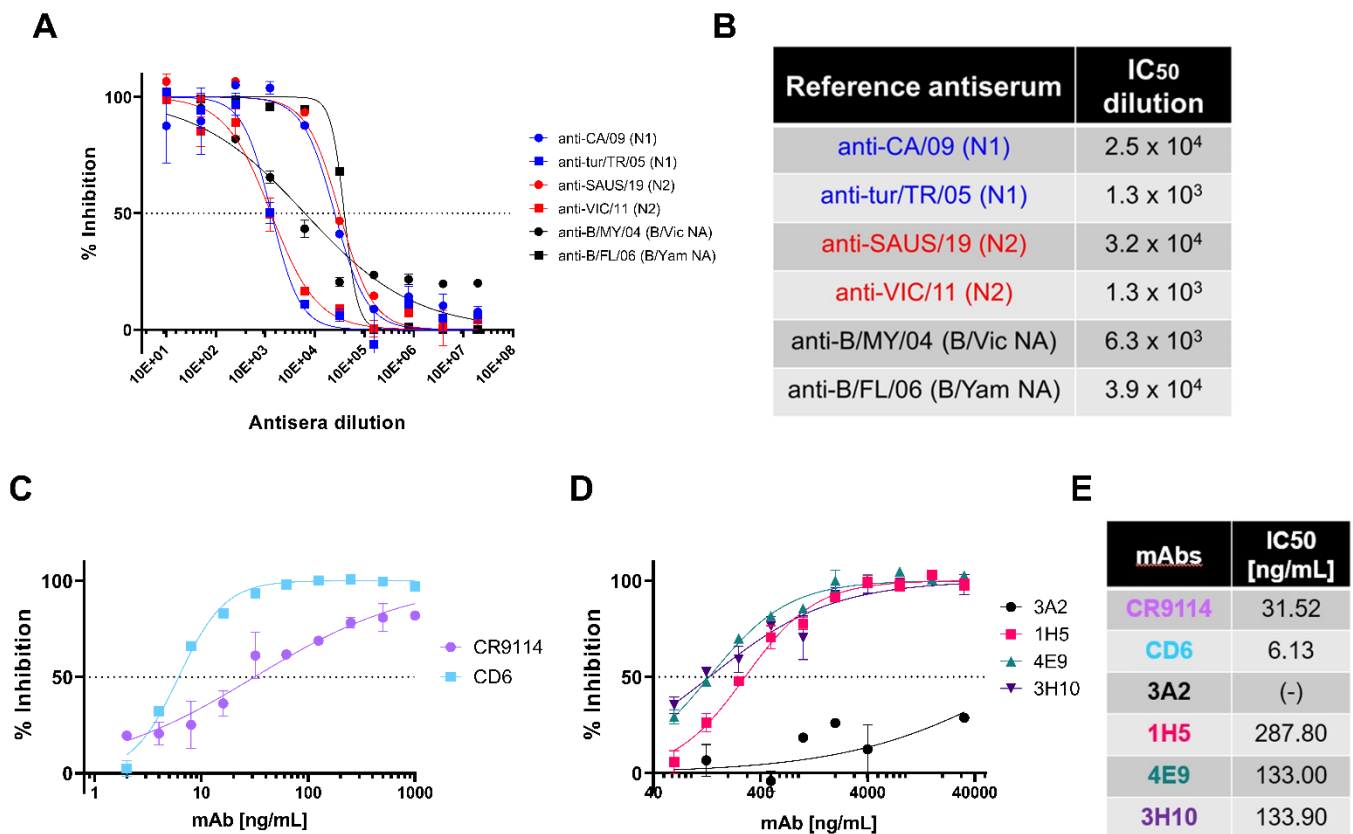 A
100
50
0
% Inhibition
10E+01
10E+02
10E+03
10E+04
10E+05
10E+06
10E+07
10E+08
Antisera dilution
anti-CA/09 (N1)
anti-tur/TR/05 (N1)
anti-SAUS/19 (N2)
anti-VIC/11 (N2)
anti-B/MY/04 (B/Vic NA)
anti-B/FL/06 (B/Yam NA)
B
Reference antiserum IC50 dilution
anti-CA/09 (N1) 2.5 x 10⁴
anti-tur/TR/05 (N1) 1.3 x 10³
anti-SAUS/19 (N2) 3.2 x 10⁴
anti-VIC/11 (N2) 1.3 x 10³
anti-B/MY/04 (B/Vic NA) 6.3 x 10³
anti-B/FL/06 (B/Yam NA) 3.9 x 10⁴
C
100
50
0
% Inhibition
1 10 100 1000
mAb [ng/mL]
CR9114
CD6
D
100
50
0
% Inhibition
40 400 4000 40000
mAb [ng/mL]
3A2
1H5
4E9
3H10
E
mAbs IC50 [ng/mL]
CR9114 31.52
CD6 6.13
3A2 (-)
1H5 287.80
4E9 133.00
3H10 133.90